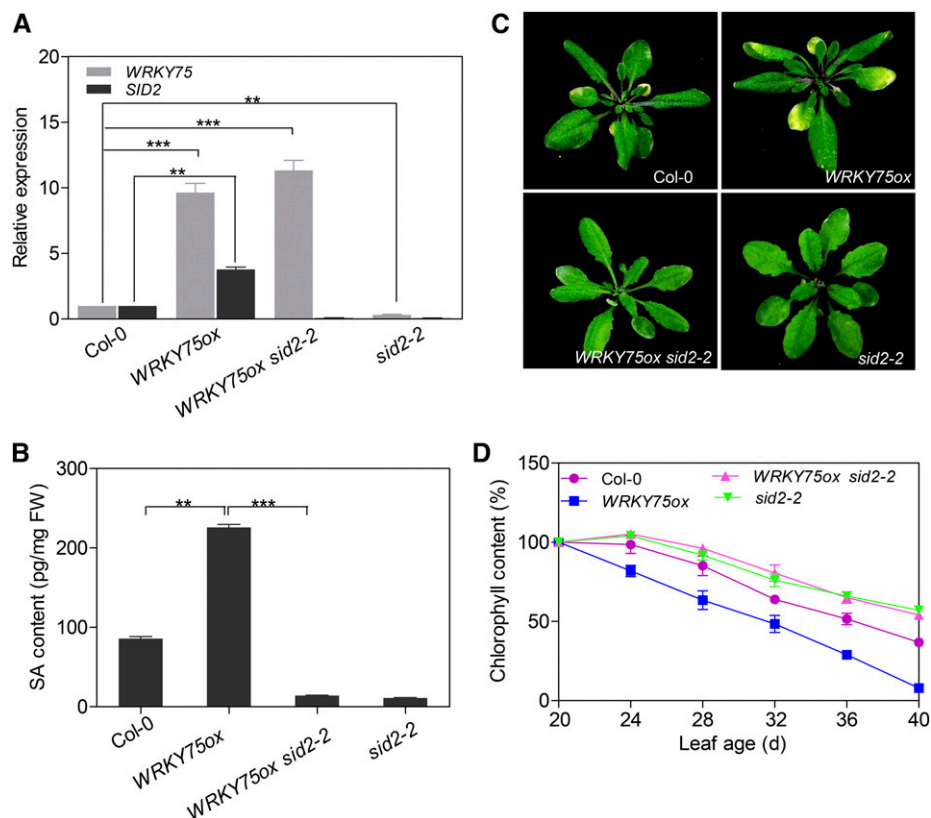 A
Relative expression
20
15
10
5
0
WRKY75
SID2
**
***
***
**
Col-0
WRKY75ox
WRKY75ox sid2-2
sid2-2
B
SA content (pg/mg FW)
300
200
100
0
**
***
Col-0
WRKY75ox
WRKY75ox sid2-2
sid2-2
C
Col-0
WRKY75ox
WRKY75ox sid2-2
sid2-2
D
Chlorophyll content (%)
150
100
50
0
Col-0
WRKY75ox
WRKY75ox sid2-2
sid2-2
20 24 28 32 36 40
Leaf age (d)